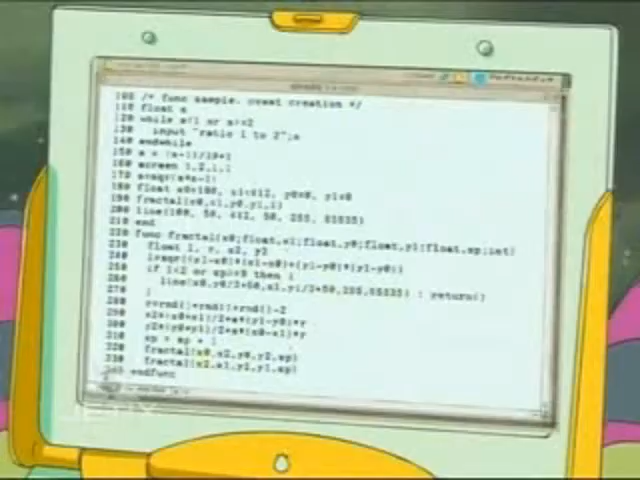 100 /* func sample. coast creation */
110 float a
120 while a<1 or a>=2
130 input "ratio 1 to 2";a
140 endwhile
150 a = (a-1)/10+1
160 screen 1,2,1,1
170 a=sqr(a*a-1)
180 float x0=100, x1=612, y0=0, y1=0
190 fractal(x0,x1,y0,y1,1)
200 line(100, 50, 612, 50, 255, 65535)
210 end
220 func fractal(x0;float,x1;float,y0;float,y1;float,sp;int)
230 float l, r, x2, y2
240 l=sqr((x1-x0)*(x1-x0)+(y1-y0)*(y1-y0))
250 if l<2 or sp>=9 then {
260 line(x0,y0/3+50,x1,y1/3+50,255,65535) : return()
270 }
280 r=rnd()+rnd()+rnd()-2
290 x2=(x0+x1)/2+a*(y1-y0)*r
300 y2=(y0+y1)/2+a*(x0-x1)*r
310 sp = sp + 1
320 fractal(x0,x2,y0,y2,sp)
330 fractal(x2,x1,y2,y1,sp)
340 endfunc
JETIX